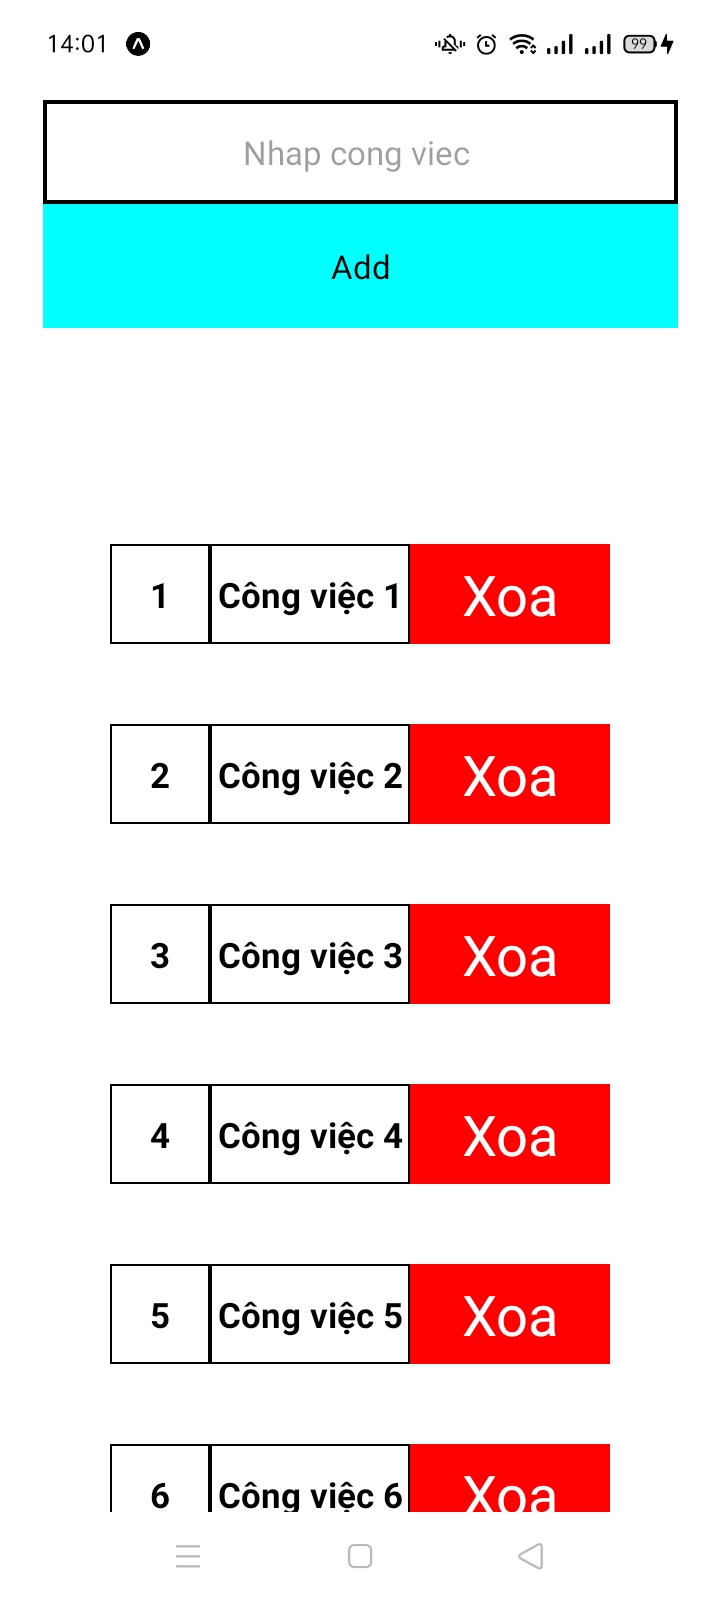 14:01
99
Nhap cong viec
Add
1 Công việc 1 Xoa
2 Công việc 2 Xoa
3 Công việc 3 Xoa
4 Công việc 4 Xoa
5 Công việc 5 Xoa
6 Công việc 6 Xoa